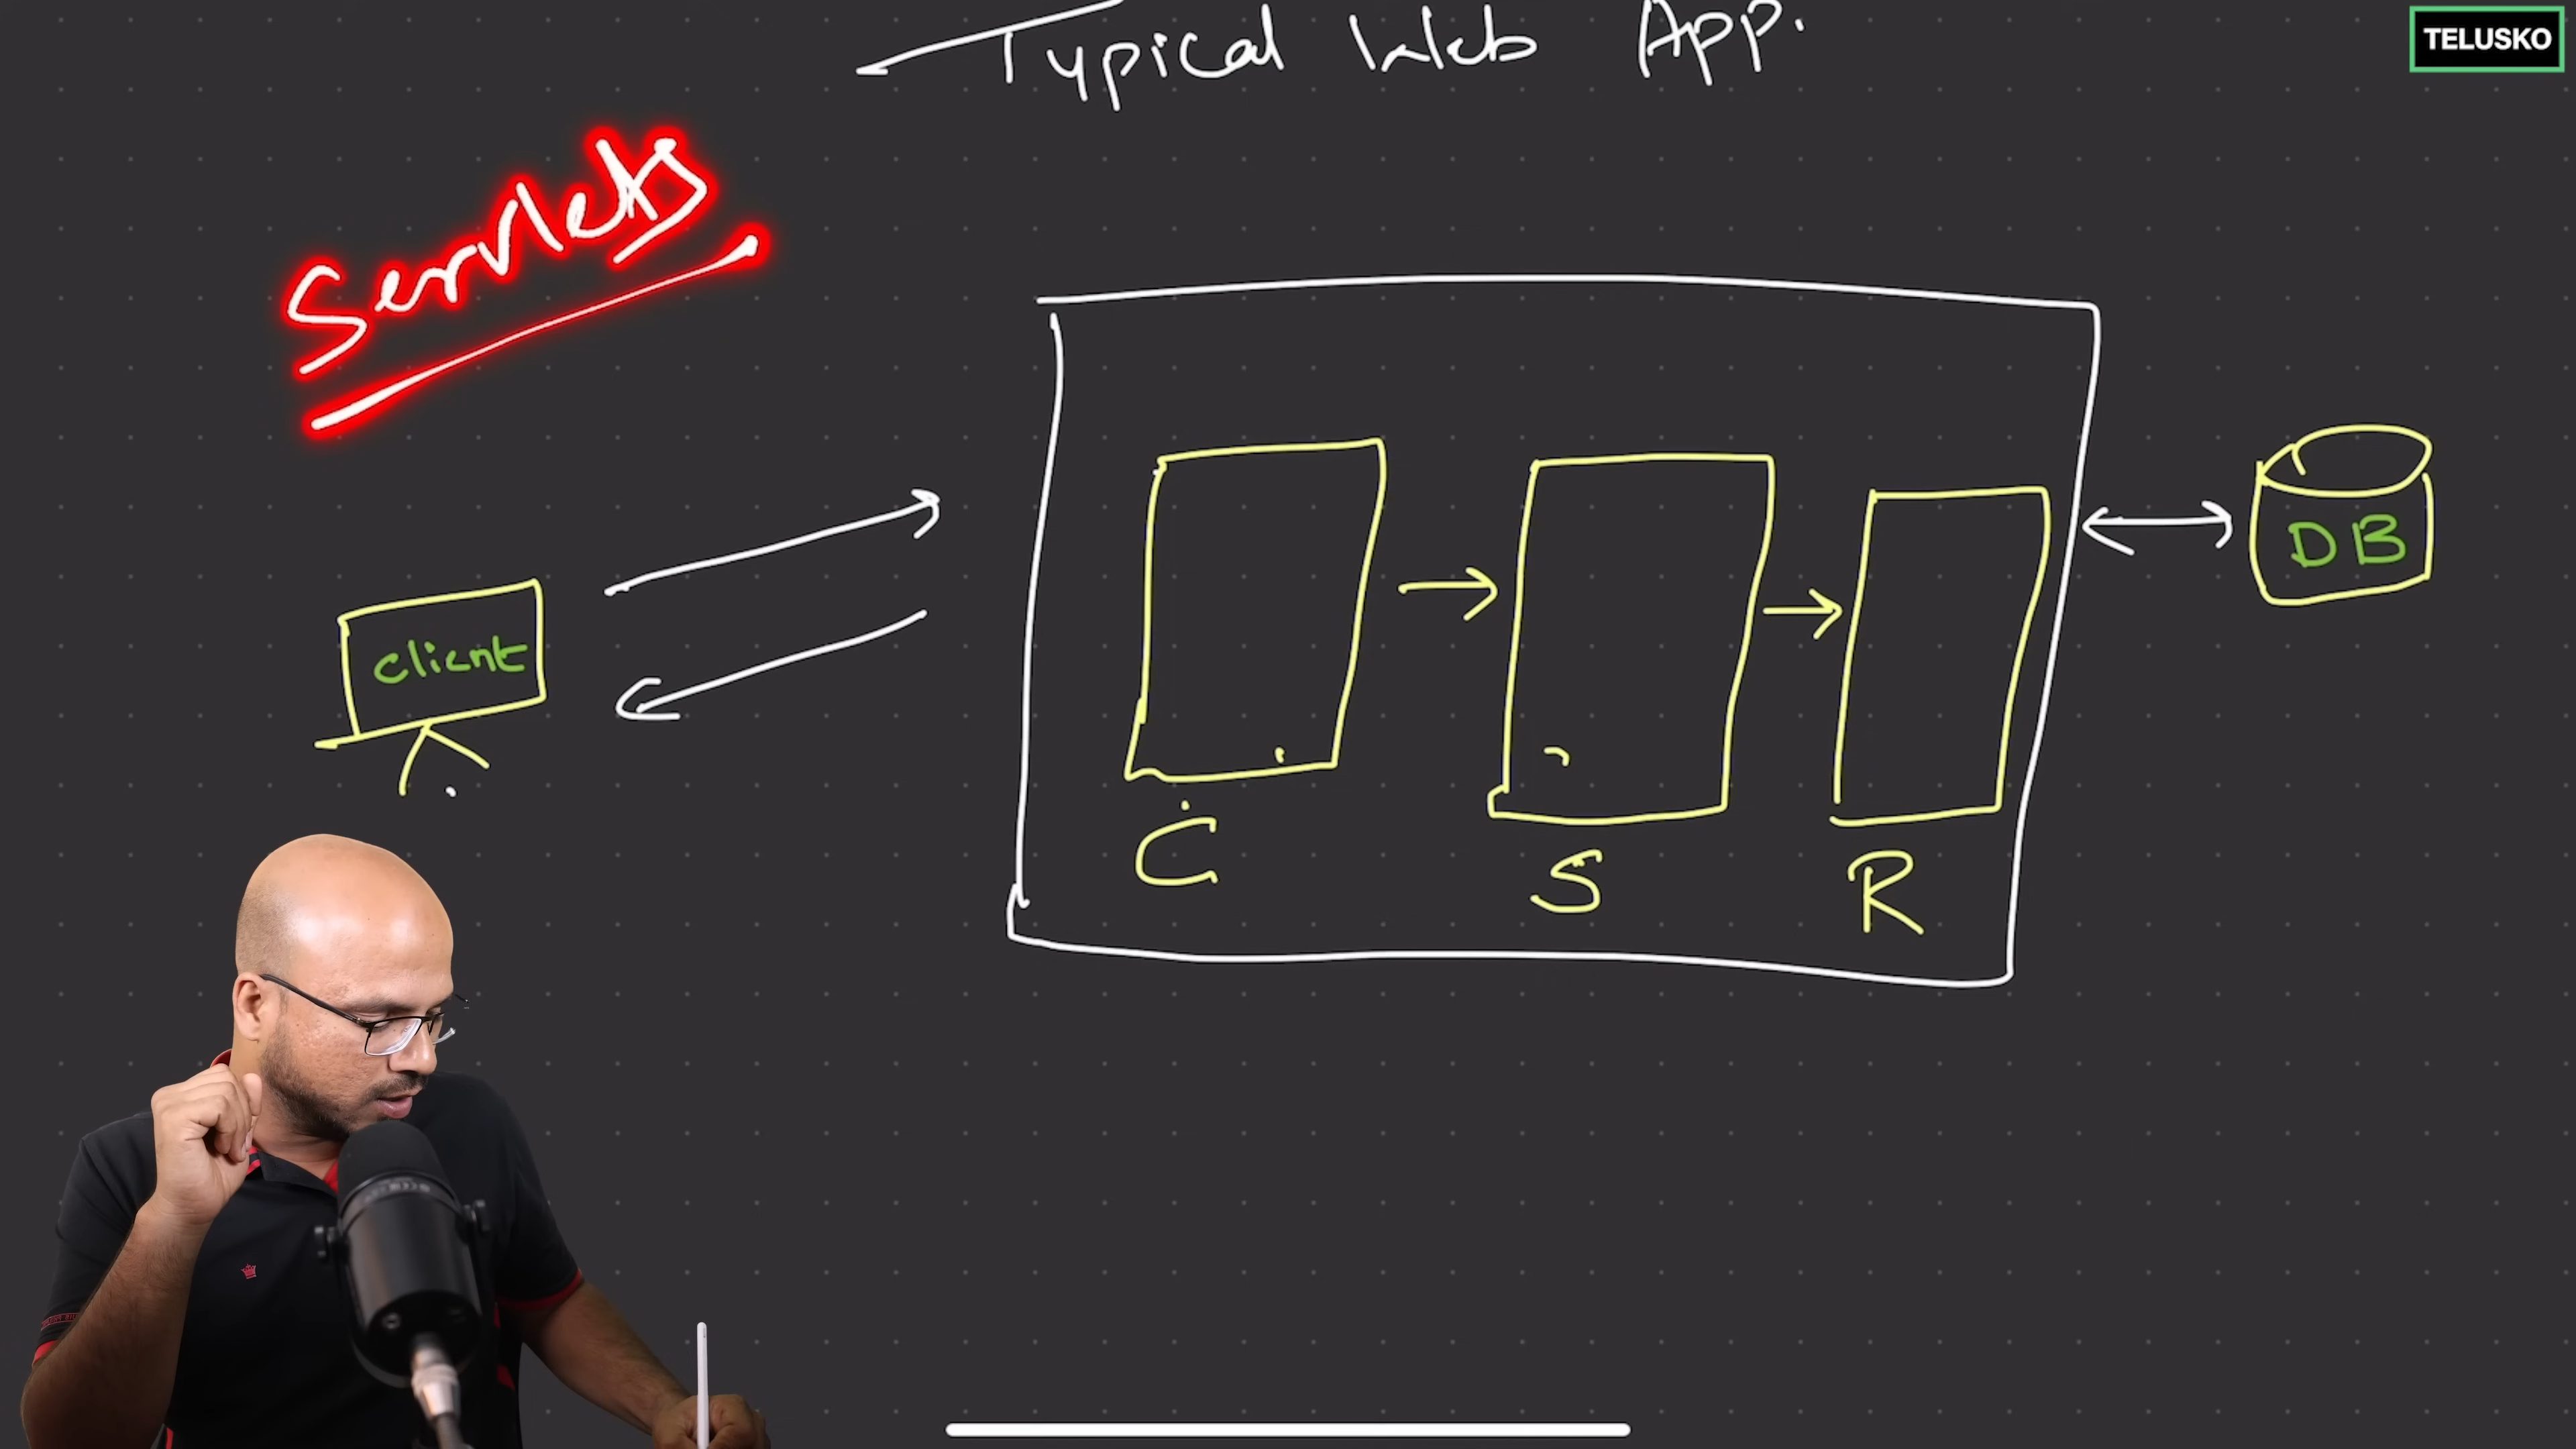 Typical Web App.
TELUSKO
Servlets
client
DB
C
S
R